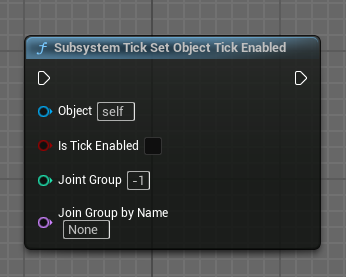 f Subsystem Tick Set Object Tick Enabled
Object self
Is Tick Enabled
Joint Group -1
Join Group by Name
None